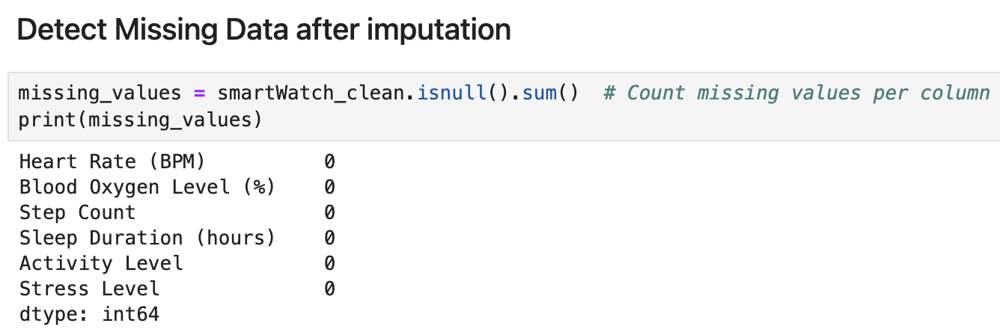 Detect Missing Data after imputation
missing_values = smartWatch_clean.isnull().sum()  # Count missing values per column
print(missing_values)
Heart Rate (BPM)          0
Blood Oxygen Level (%)    0
Step Count                0
Sleep Duration (hours)    0
Activity Level            0
Stress Level              0
dtype: int64